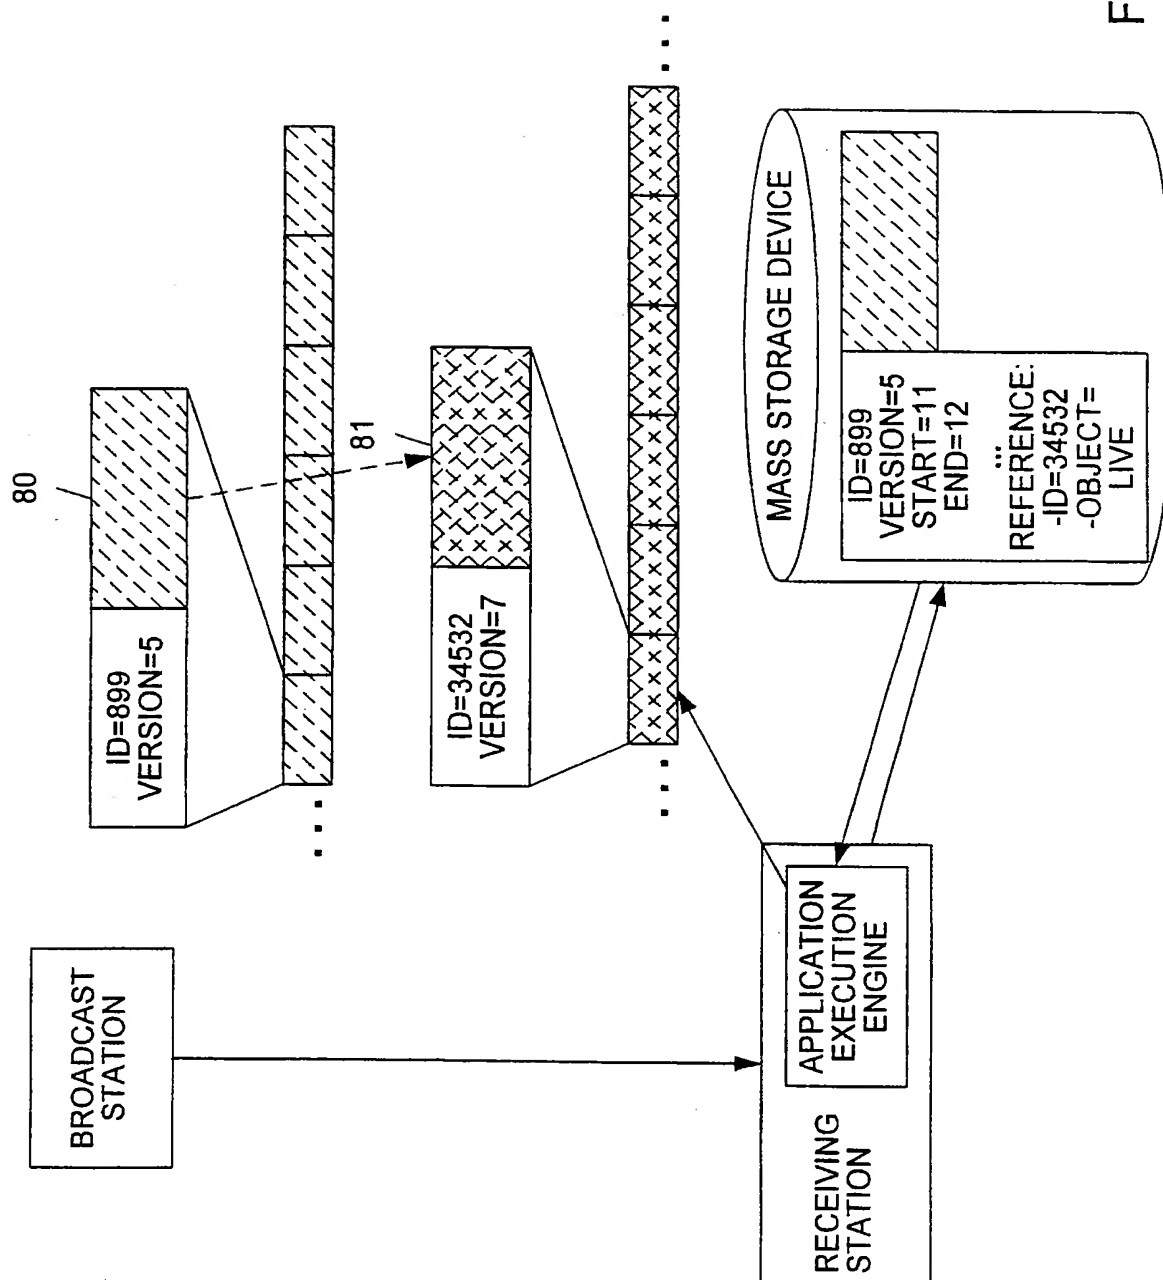 BROADCAST
STATION
80
ID=899
VERSION=5
81
ID=34532
VERSION=7
...
...
...
RECEIVING
STATION
APPLICATION
EXECUTION
ENGINE
MASS STORAGE DEVICE
ID=899
VERSION=5
START=11
END=12
...
REFERENCE:
-ID=34532
-OBJECT=
LIVE
F